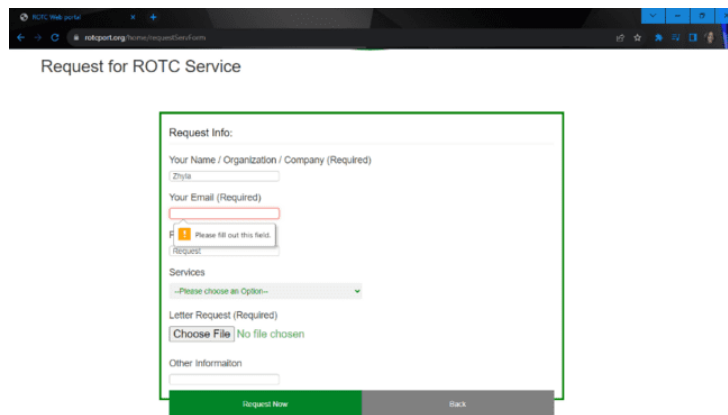 ROTC Web portal
rotcport.org/home/requestServForm
Request for ROTC Service
Request Info:
Your Name / Organization / Company (Required)
Zhyla
Your Email (Required)
Please fill out this field.
Request
Services
--Please choose an Option--
Letter Request (Required)
Choose File No file chosen
Other Informaiton
Request Now Back